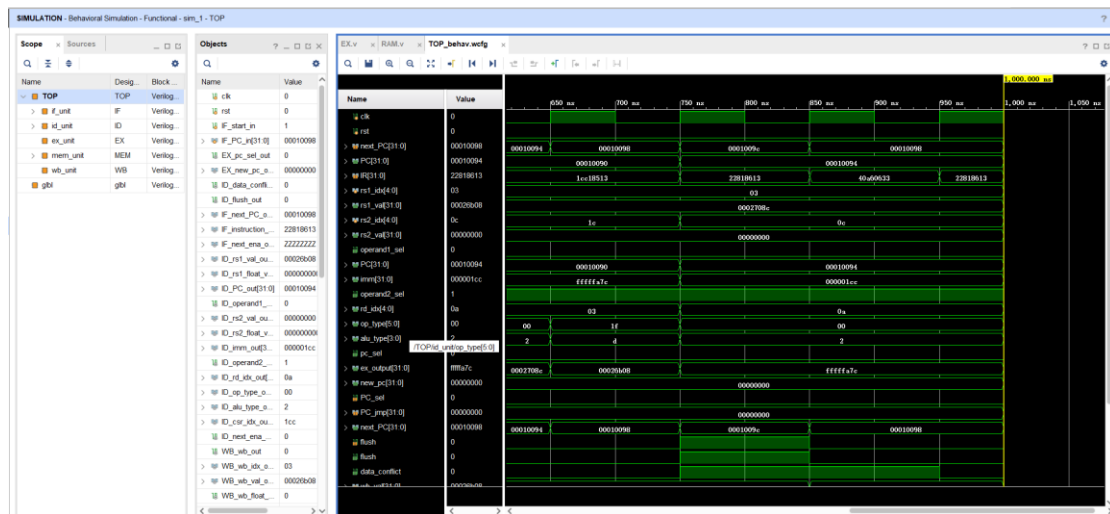 SIMULATION - Behavioral Simulation - Functional - sim_1 - TOP ?
Scope × Sources
Name Desig... Block ...
TOP TOP Verilog...
if_unit IF Verilog...
id_unit ID Verilog...
ex_unit EX Verilog...
mem_unit MEM Verilog...
wb_unit WB Verilog...
glbl glbl Verilog...
Objects ?
Name Value
clk 0
rst 0
IF_start_in 1
IF_PC_in[31:0] 00010098
EX_pc_sel_out 0
EX_new_pc_o... 00000000
ID_data_confli... 0
ID_flush_out 0
IF_next_PC_o... 00010098
IF_instruction_... 22818613
IF_next_ena_o... ZZZZZZZZ
ID_rs1_val_ou... 00026b08
ID_rs1_float_v... 00000000
ID_PC_out[31:0] 00010094
ID_operand1_... 0
ID_rs2_val_ou... 00000000
ID_rs2_float_v... 00000000
ID_imm_out[3... 000001cc
ID_operand2_... 1
ID_rd_idx_out[... 0a
ID_op_type_o... 00
ID_alu_type_o... 2
ID_csr_idx_ou... 1cc
ID_next_ena_... 0
WB_wb_out 0
WB_wb_idx_o... 03
WB_wb_val_o... 00026b08
WB_wb_float_... 0
EX.v × RAM.v × TOP_behav.wcfg × ?
1,000.000 ns
Name Value 650 ns 700 ns 750 ns 800 ns 850 ns 900 ns 950 ns 1,000 ns 1,050 ns
clk 0
rst 0
next_PC[31:0] 00010098 00010094 00010098 0001009c 00010098
PC[31:0] 00010094 00010090 00010094
IR[31:0] 22818613 1cc18513 22818613 40a60633 22818613
rs1_idx[4:0] 03 03
rs1_val[31:0] 00026b08 0002708c
rs2_idx[4:0] 0c 1c 0c
rs2_val[31:0] 00000000 00000000
operand1_sel 0
PC[31:0] 00010094 00010090 00010094
imm[31:0] 000001cc fffffa7c 000001cc
operand2_sel 1
rd_idx[4:0] 0a 03 0a
op_type[5:0] 00 00 1f 00
alu_type[3:0] 2 2 d 2
/TOP/id_unit/op_type[5:0]
pc_sel
ex_output[31:0] fffffa7c 0002708c 00026b08 fffffa7c
new_pc[31:0] 00000000 00000000
PC_sel 0
PC_jmp[31:0] 00000000 00000000
next_PC[31:0] 00010098 00010094 00010098 0001009c 00010098
flush 0
flush 0
data_conflict 0